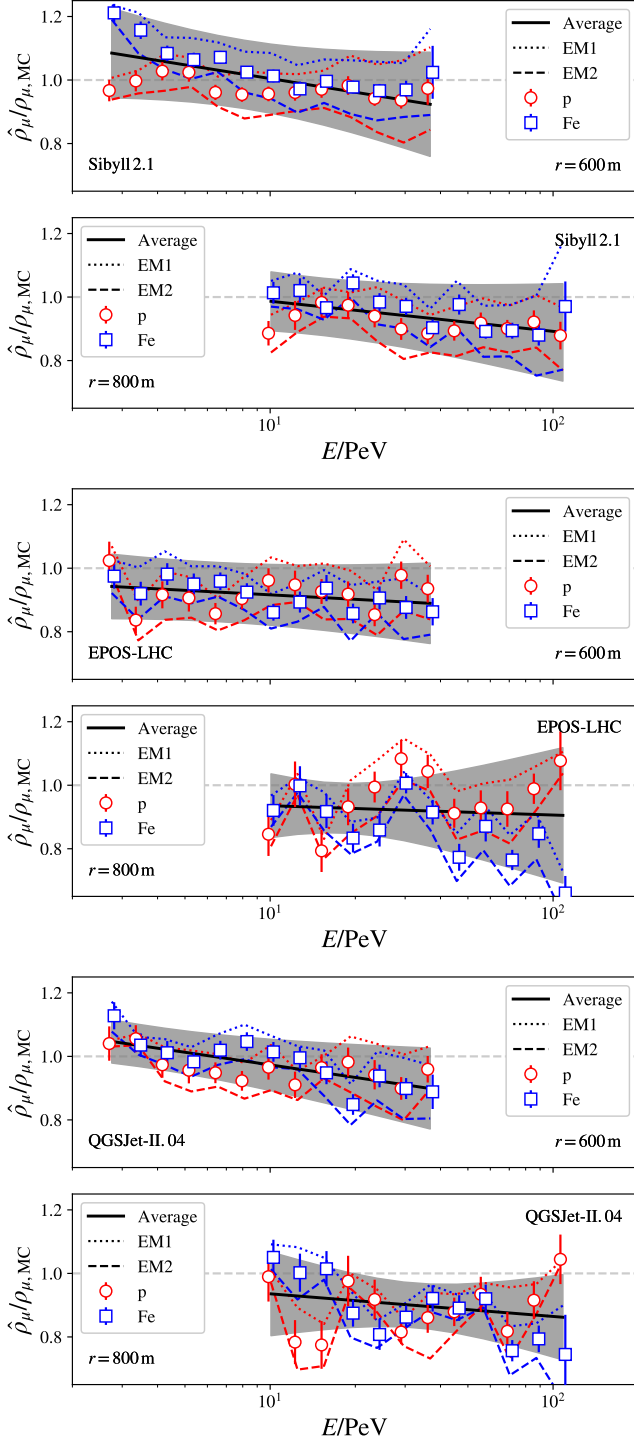 1.2
1.0
0.8
ρ̂μ/ρμ,MC
Average
EM1
EM2
p
Fe
Sibyll 2.1
r = 600 m
1.2
1.0
0.8
ρ̂μ/ρμ,MC
Average
EM1
EM2
p
Fe
Sibyll 2.1
r = 800 m
10¹
10²
E/PeV
1.2
1.0
0.8
ρ̂μ/ρμ,MC
Average
EM1
EM2
p
Fe
EPOS-LHC
r = 600 m
1.2
1.0
0.8
ρ̂μ/ρμ,MC
Average
EM1
EM2
p
Fe
EPOS-LHC
r = 800 m
10¹
10²
E/PeV
1.2
1.0
0.8
ρ̂μ/ρμ,MC
Average
EM1
EM2
p
Fe
QGSJet-II.04
r = 600 m
1.2
1.0
0.8
ρ̂μ/ρμ,MC
Average
EM1
EM2
p
Fe
QGSJet-II.04
r = 800 m
10¹
10²
E/PeV